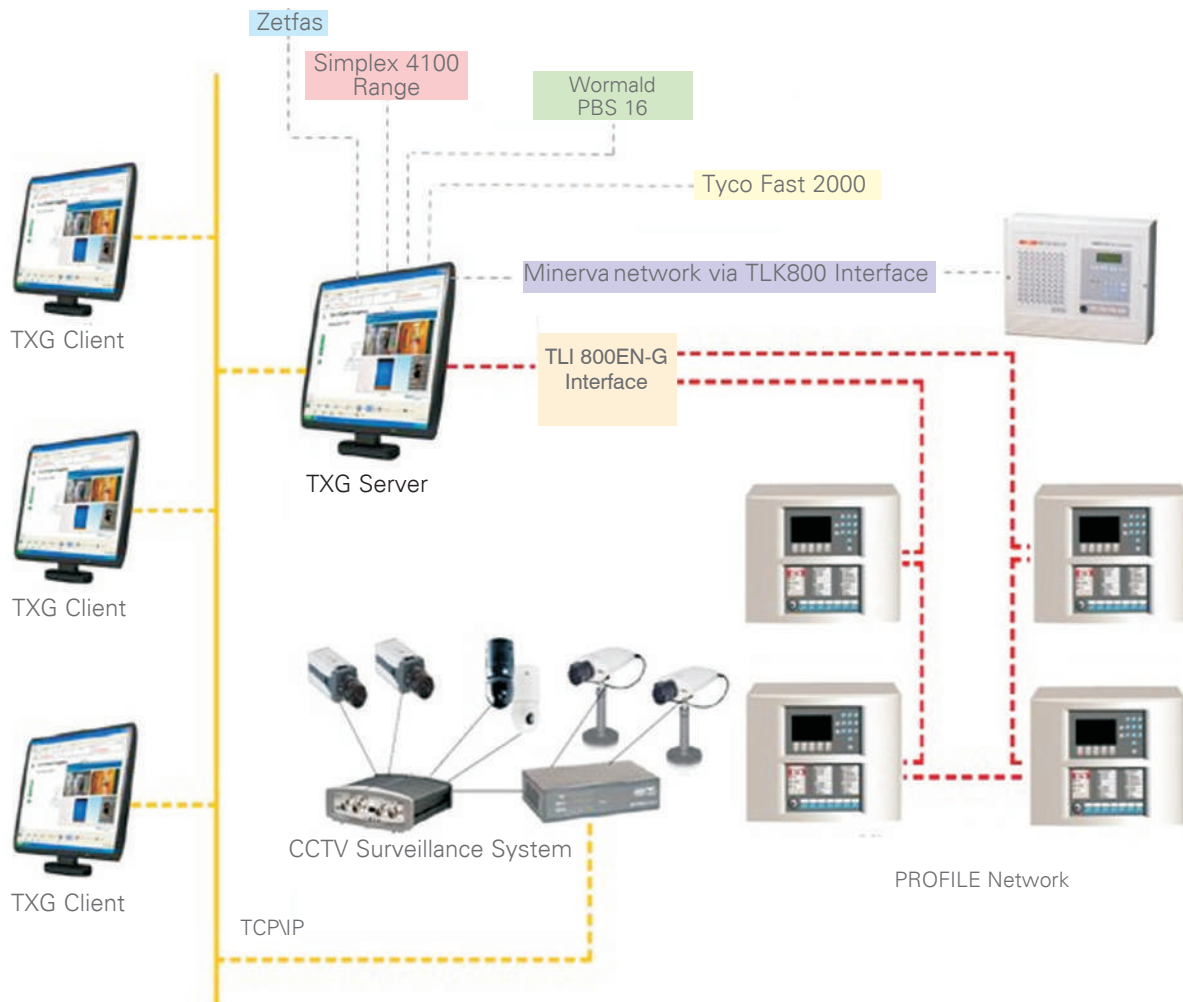 Zetfas
Simplex 4100
Range
Wormald
PBS 16
Tyco Fast 2000
Minerva network via TLK800 Interface
TXG Client
TLI 800EN-G
Interface
TXG Server
TXG Client
CCTV Surveillance System
PROFILE Network
TXG Client
TCP\IP